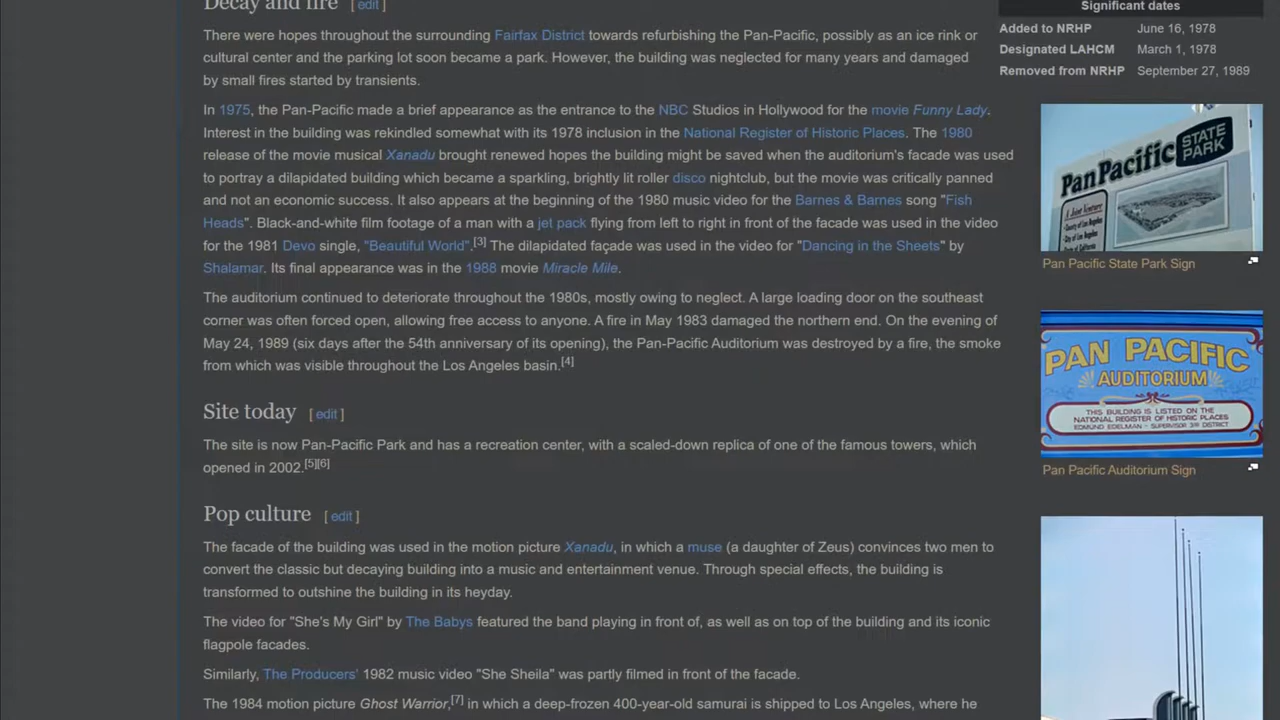 Decay and fire [ edit ]
There were hopes throughout the surrounding Fairfax District towards refurbishing the Pan-Pacific, possibly as an ice rink or
cultural center and the parking lot soon became a park. However, the building was neglected for many years and damaged
by small fires started by transients.
In 1975, the Pan-Pacific made a brief appearance as the entrance to the NBC Studios in Hollywood for the movie Funny Lady.
Interest in the building was rekindled somewhat with its 1978 inclusion in the National Register of Historic Places. The 1980
release of the movie musical Xanadu brought renewed hopes the building might be saved when the auditorium's facade was used
to portray a dilapidated building which became a sparkling, brightly lit roller disco nightclub, but the movie was critically panned
and not an economic success. It also appears at the beginning of the 1980 music video for the Barnes & Barnes song "Fish
Heads". Black-and-white film footage of a man with a jet pack flying from left to right in front of the facade was used in the video
for the 1981 Devo single, "Beautiful World".[3] The dilapidated façade was used in the video for "Dancing in the Sheets" by
Shalamar. Its final appearance was in the 1988 movie Miracle Mile.
The auditorium continued to deteriorate throughout the 1980s, mostly owing to neglect. A large loading door on the southeast
corner was often forced open, allowing free access to anyone. A fire in May 1983 damaged the northern end. On the evening of
May 24, 1989 (six days after the 54th anniversary of its opening), the Pan-Pacific Auditorium was destroyed by a fire, the smoke
from which was visible throughout the Los Angeles basin.[4]
Site today [ edit ]
The site is now Pan-Pacific Park and has a recreation center, with a scaled-down replica of one of the famous towers, which
opened in 2002.[5][6]
Pop culture [ edit ]
The facade of the building was used in the motion picture Xanadu, in which a muse (a daughter of Zeus) convinces two men to
convert the classic but decaying building into a music and entertainment venue. Through special effects, the building is
transformed to outshine the building in its heyday.
The video for "She's My Girl" by The Babys featured the band playing in front of, as well as on top of the building and its iconic
flagpole facades.
Similarly, The Producers' 1982 music video "She Sheila" was partly filmed in front of the facade.
The 1984 motion picture Ghost Warrior,[7] in which a deep-frozen 400-year-old samurai is shipped to Los Angeles, where he
Significant dates
Added to NRHP June 16, 1978
Designated LAHCM March 1, 1978
Removed from NRHP September 27, 1989
Pan Pacific STATE
PARK
A Joint Venture
County of Los Angeles
City of Los Angeles
State of California
Pan Pacific State Park Sign
PAN PACIFIC
AUDITORIUM
THIS BUILDING IS LISTED ON THE
NATIONAL REGISTER OF HISTORIC PLACES
EDMUND EDELMAN - SUPERVISOR 3RD DISTRICT
Pan Pacific Auditorium Sign